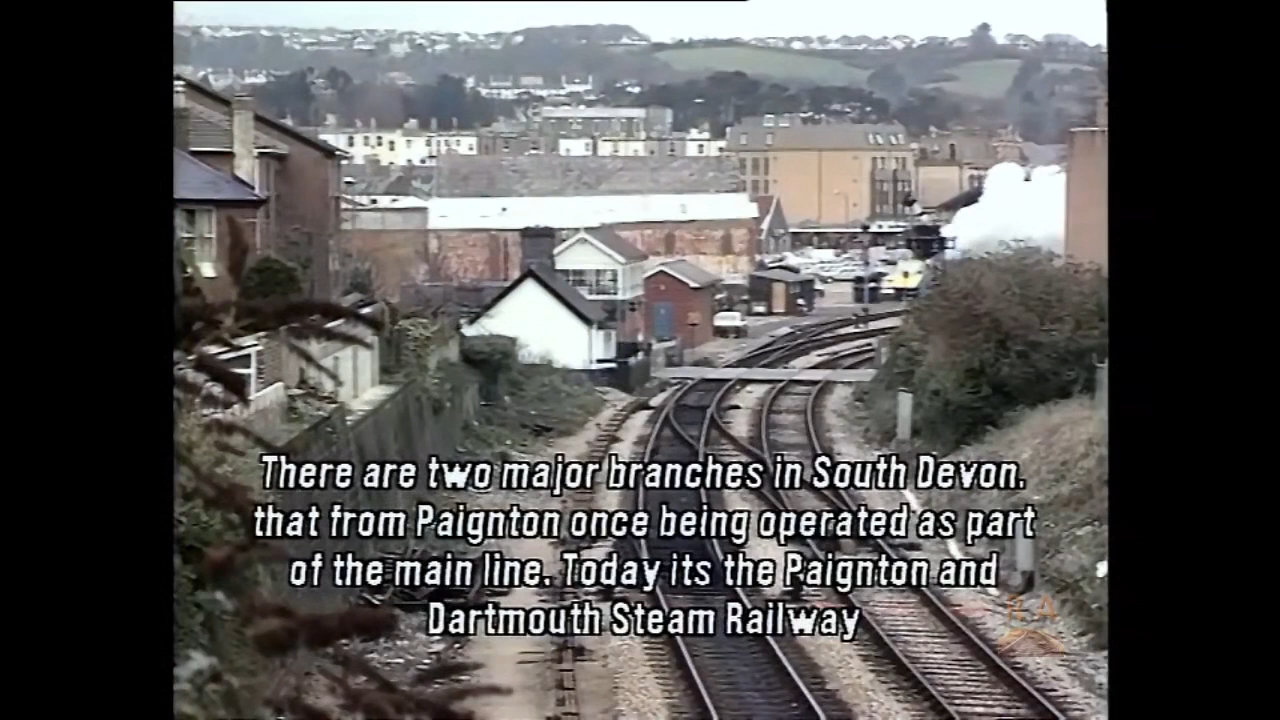 There are two major branches in South Devon.
that from Paignton once being operated as part
of the main line. Today its the Paignton and
Dartmouth Steam Railway